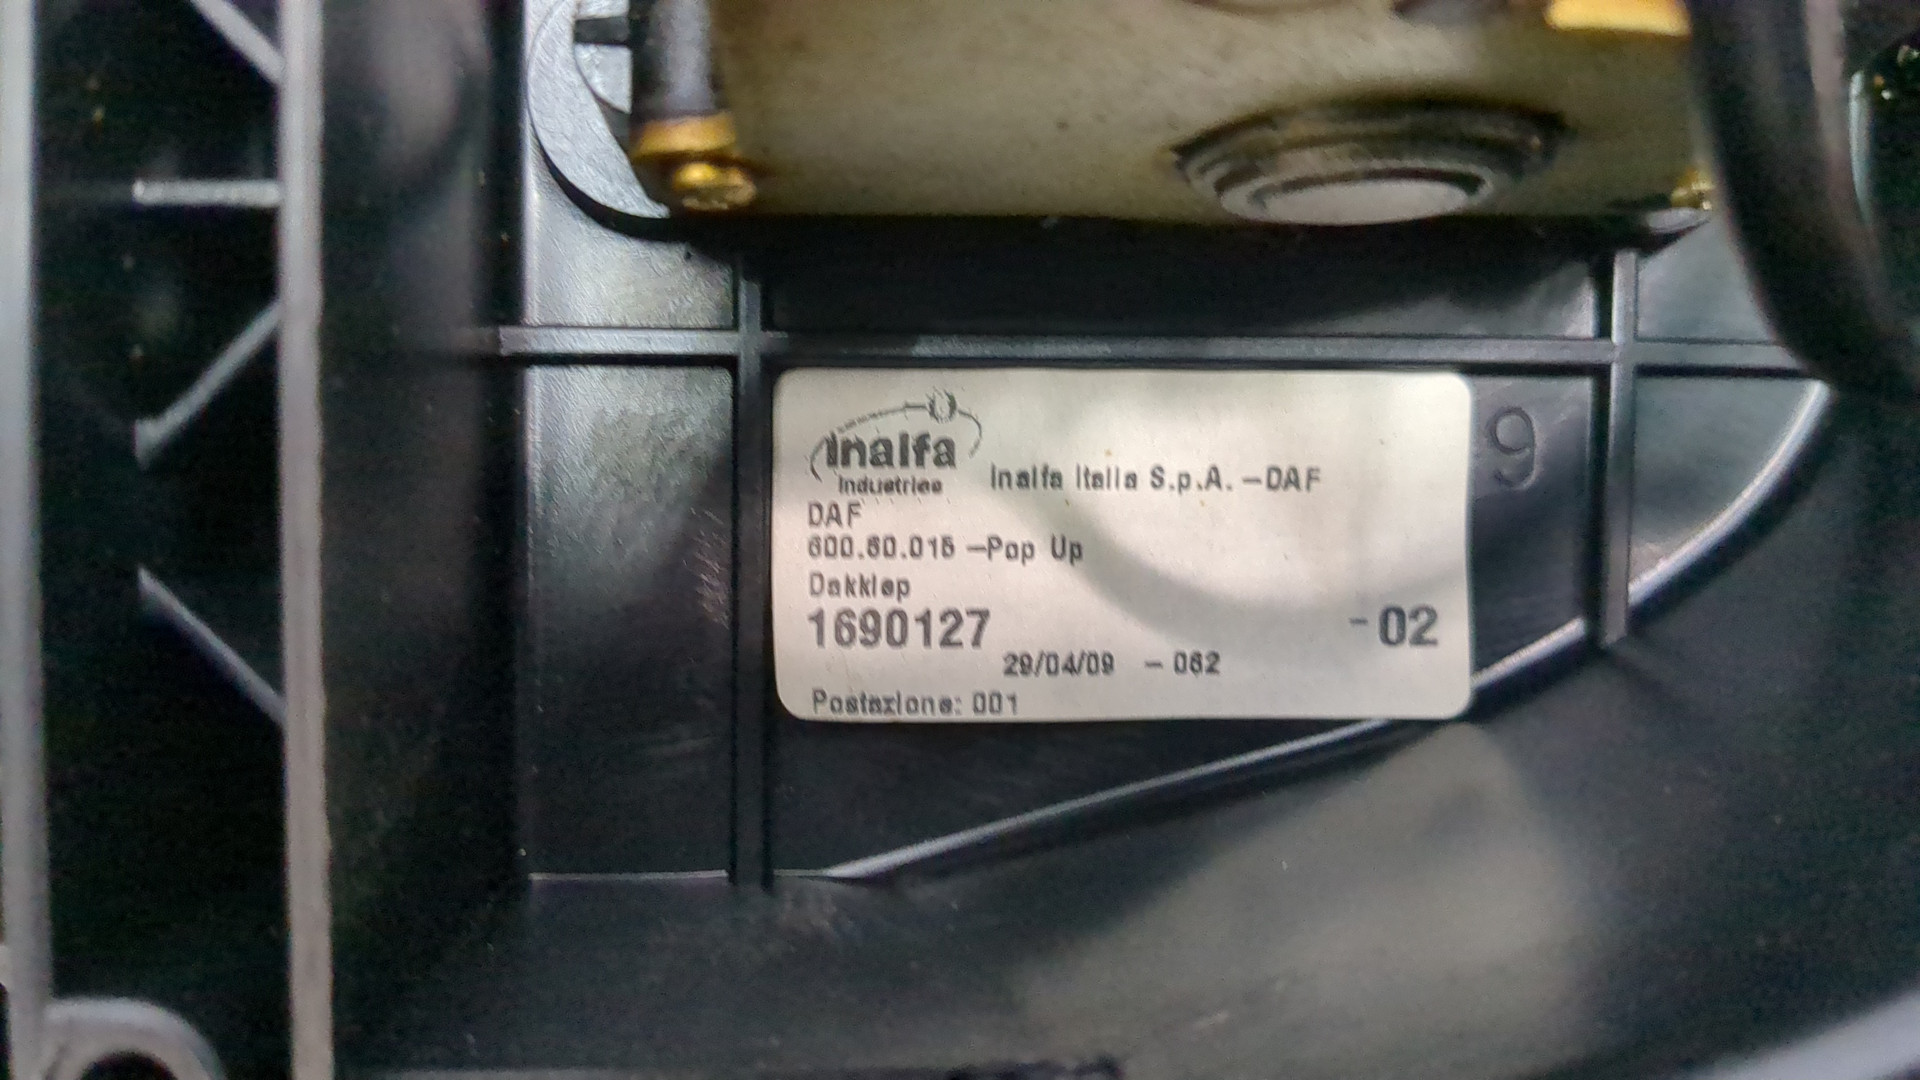 Inalfa
Industries
Inalfa Italia S.p.A. -DAF
DAF
600.60.015 -Pop Up
Dakklep
1690127 -02
29/04/09 - 062
Postazione: 001
9